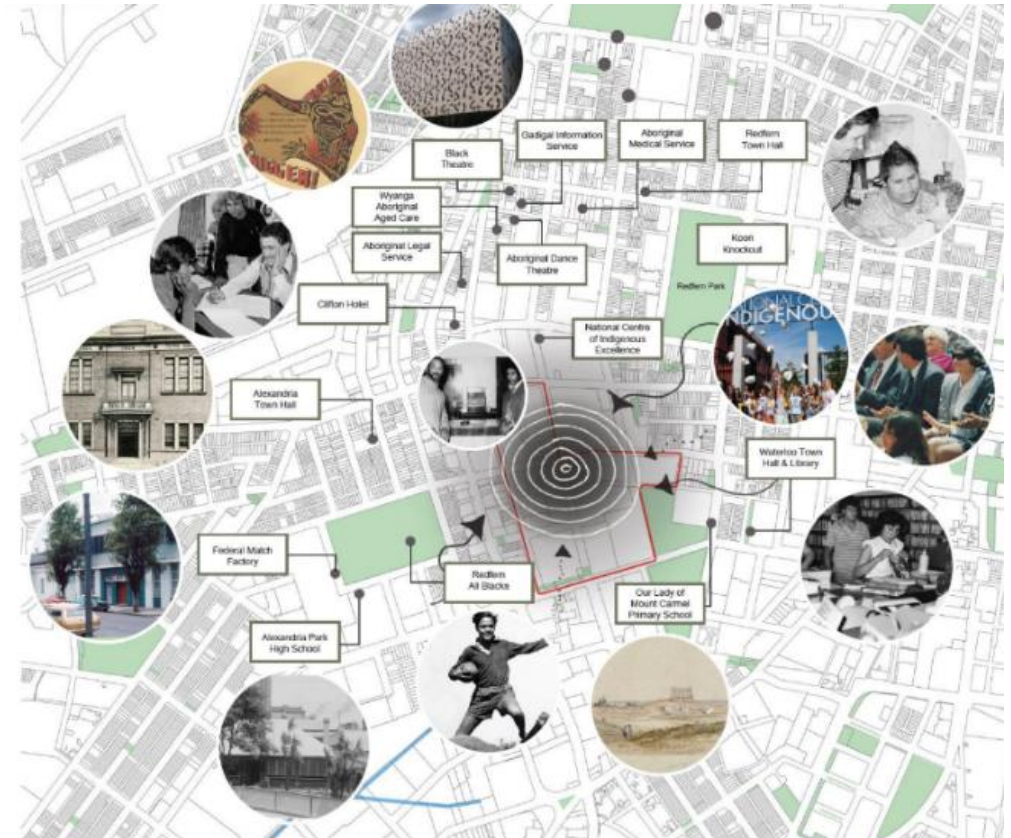 Gadigal Information
Service
Aboriginal
Medical Service
Redfern
Town Hall
Black
Theatre
Wyanga
Aboriginal
Aged Care
Aboriginal Legal
Service
Aboriginal Dance
Theatre
Koori
Knockout
Redfern Park
Clifton Hotel
National Centre
of Indigenous
Excellence
INDIGENOU
Alexandria
Town Hall
Waterloo Town
Hall & Library
Federal Match
Factory
Redfern
All Blacks
Our Lady of
Mount Carmel
Primary School
Alexandria Park
High School